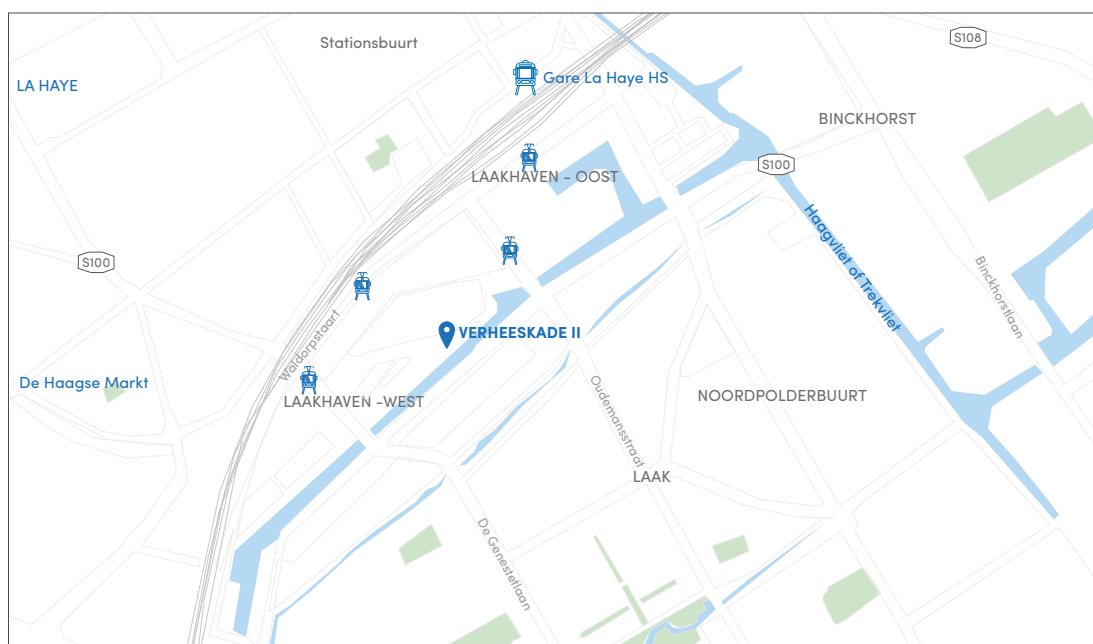 Stationsbuurt
S108
Gare La Haye HS
LA HAYE
BINCKHORST
S100
LAAKHAVEN - OOST
Haagvliet of Trekvliet
S100
Binckhorstlaan
Waldorpstaart
VERHEESKADE II
De Haagse Markt
LAAKHAVEN -WEST
NOORDPOLDERBUURT
Oudemansstraat
LAAK
De Genestetlaan